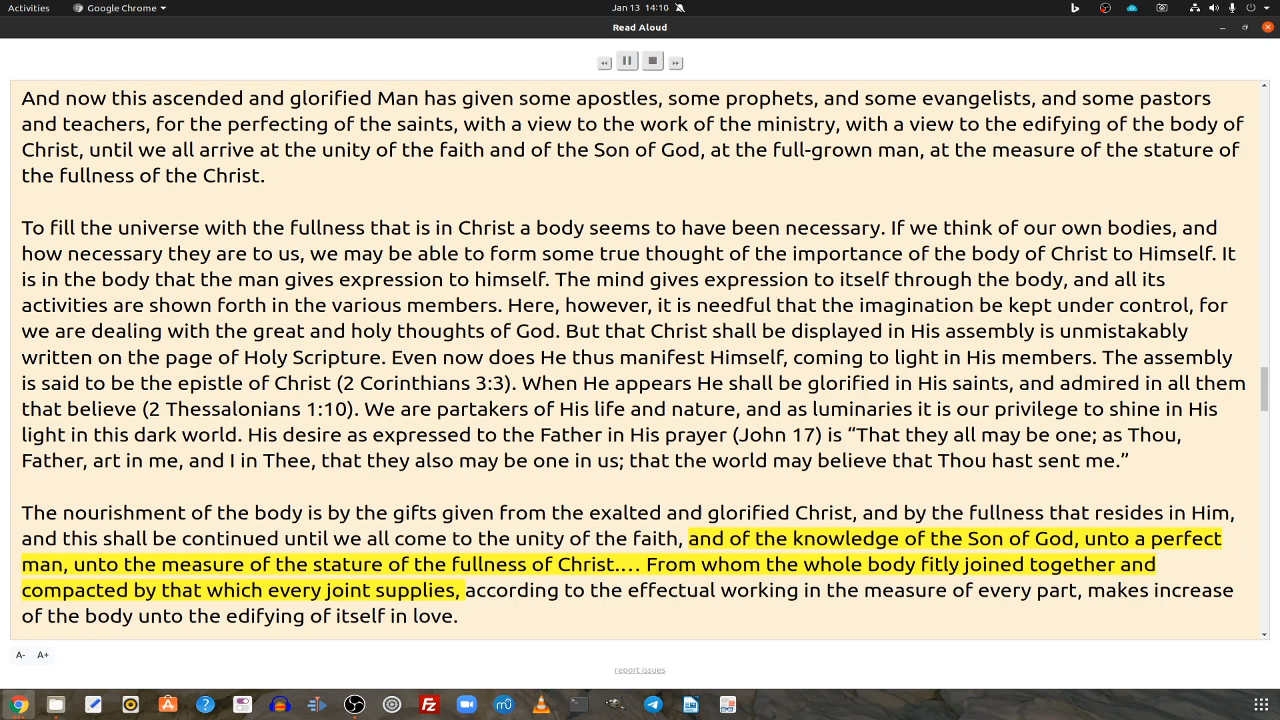 Activities
Google Chrome
Jan 13 14:10
Read Aloud
And now this ascended and glorified Man has given some apostles, some prophets, and some evangelists, and some pastors
and teachers, for the perfecting of the saints, with a view to the work of the ministry, with a view to the edifying of the body of
Christ, until we all arrive at the unity of the faith and of the Son of God, at the full-grown man, at the measure of the stature of
the fullness of the Christ.
To fill the universe with the fullness that is in Christ a body seems to have been necessary. If we think of our own bodies, and
how necessary they are to us, we may be able to form some true thought of the importance of the body of Christ to Himself. It
is in the body that the man gives expression to himself. The mind gives expression to itself through the body, and all its
activities are shown forth in the various members. Here, however, it is needful that the imagination be kept under control, for
we are dealing with the great and holy thoughts of God. But that Christ shall be displayed in His assembly is unmistakably
written on the page of Holy Scripture. Even now does He thus manifest Himself, coming to light in His members. The assembly
is said to be the epistle of Christ (2 Corinthians 3:3). When He appears He shall be glorified in His saints, and admired in all them
that believe (2 Thessalonians 1:10). We are partakers of His life and nature, and as luminaries it is our privilege to shine in His
light in this dark world. His desire as expressed to the Father in His prayer (John 17) is “That they all may be one; as Thou,
Father, art in me, and I in Thee, that they also may be one in us; that the world may believe that Thou hast sent me.”
The nourishment of the body is by the gifts given from the exalted and glorified Christ, and by the fullness that resides in Him,
and this shall be continued until we all come to the unity of the faith, and of the knowledge of the Son of God, unto a perfect
man, unto the measure of the stature of the fullness of Christ.… From whom the whole body fitly joined together and
compacted by that which every joint supplies, according to the effectual working in the measure of every part, makes increase
of the body unto the edifying of itself in love.
A- A+
report issues